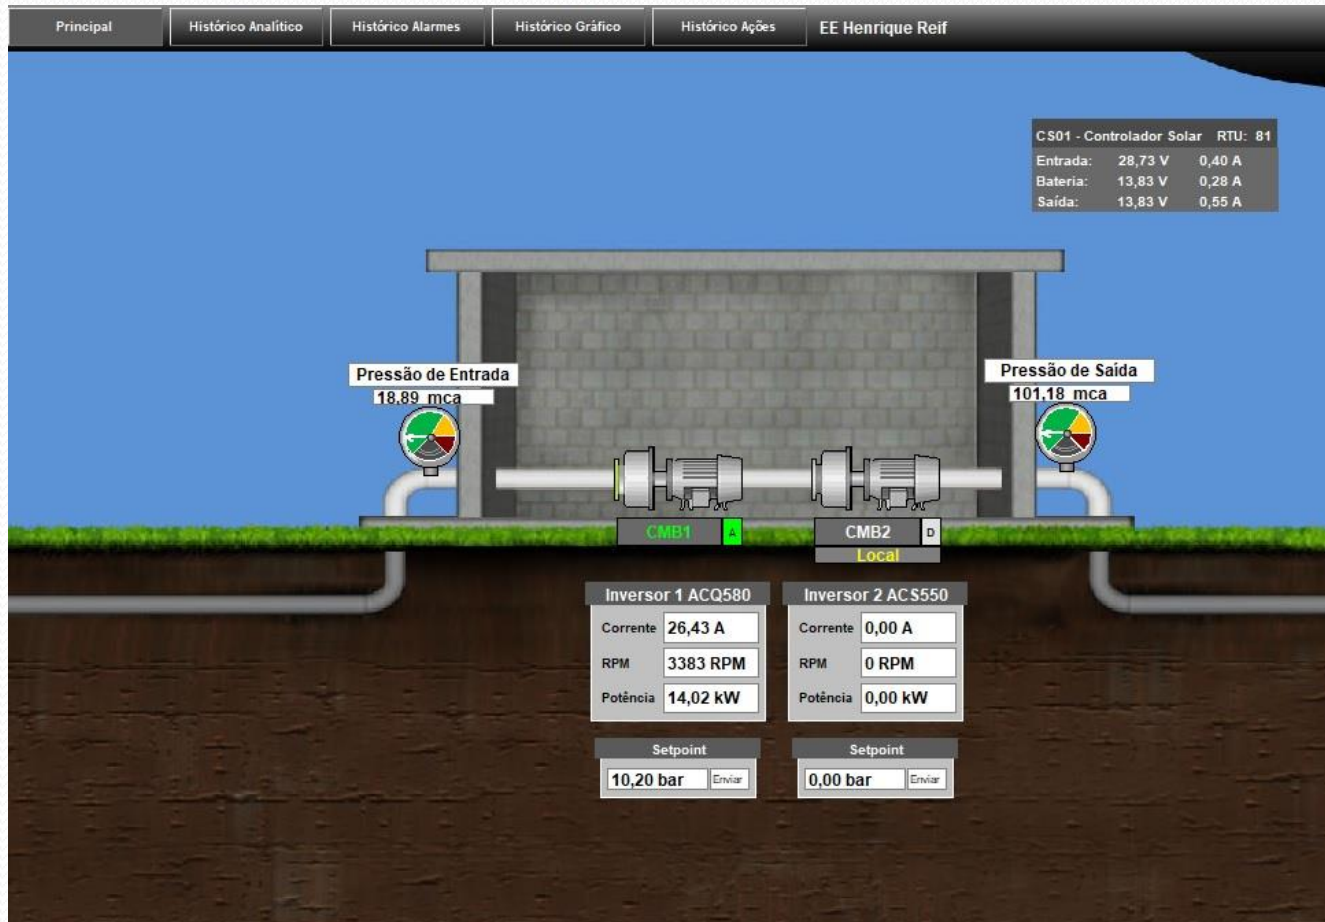 Principal Histórico Analítico Histórico Alarmes Histórico Gráfico Histórico Ações EE Henrique Reif
CS01 - Controlador Solar RTU: 81
Entrada: 28,73 V 0,40 A
Bateria: 13,83 V 0,28 A
Saída: 13,83 V 0,55 A
Pressão de Entrada
18,89 mca
Pressão de Saída
101,18 mca
CMB1 A
CMB2 D
Local
Inversor 1 ACQ580
Corrente 26,43 A
RPM 3383 RPM
Potência 14,02 kW
Setpoint
10,20 bar Enviar
Inversor 2 ACS550
Corrente 0,00 A
RPM 0 RPM
Potência 0,00 kW
Setpoint
0,00 bar Enviar